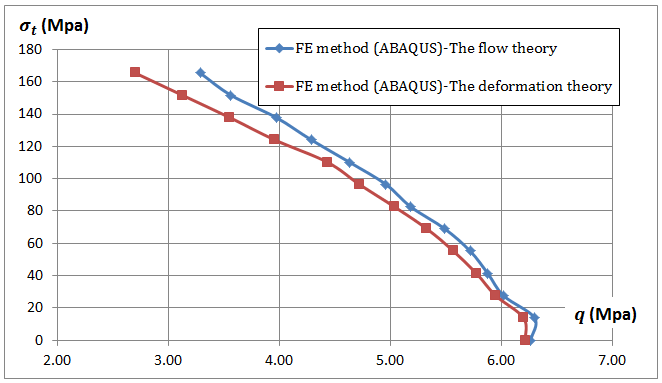 σt (Mpa)
180
160
140
120
100
80
60
40
20
0
FE method (ABAQUS)-The flow theory
FE method (ABAQUS)-The deformation theory
q (Mpa)
2.00 3.00 4.00 5.00 6.00 7.00